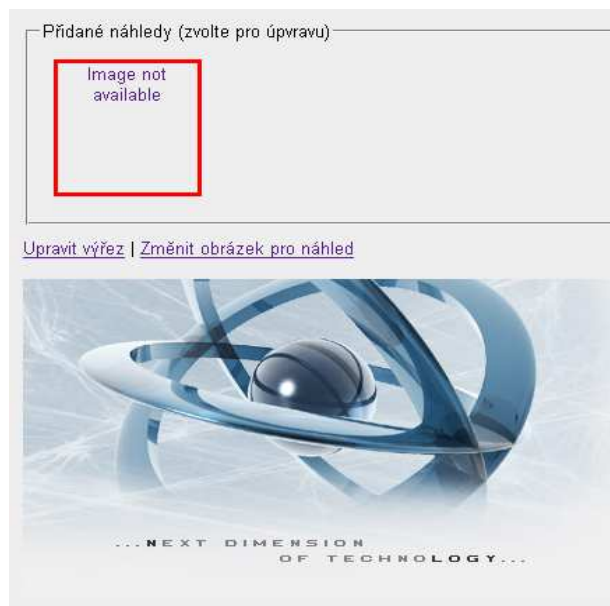 Přidané náhledy (zvolte pro úpvravu)
Image not
available
Upravit výřez | Změnit obrázek pro náhled
...NEXT DIMENSION
OF TECHNOLOGY...